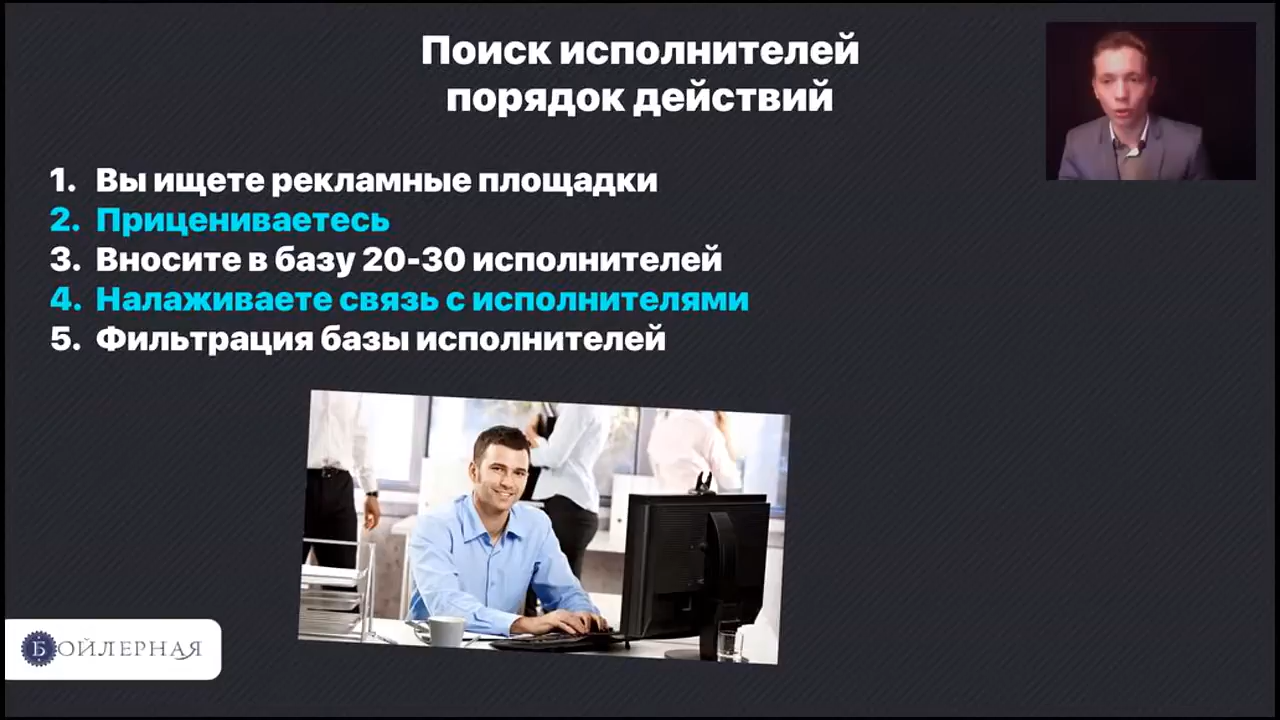 Поиск исполнителей
порядок действий
1. Вы ищете рекламные площадки
2. Прицениваетесь
3. Вносите в базу 20-30 исполнителей
4. Налаживаете связь с исполнителями
5. Фильтрация базы исполнителей
БОЙЛЕРНАЯ